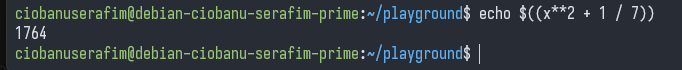 ciobanuserafim@debian-ciobanu-serafim-prime:~/playground$ echo $((x**2 + 1 / 7))
1764
ciobanuserafim@debian-ciobanu-serafim-prime:~/playground$